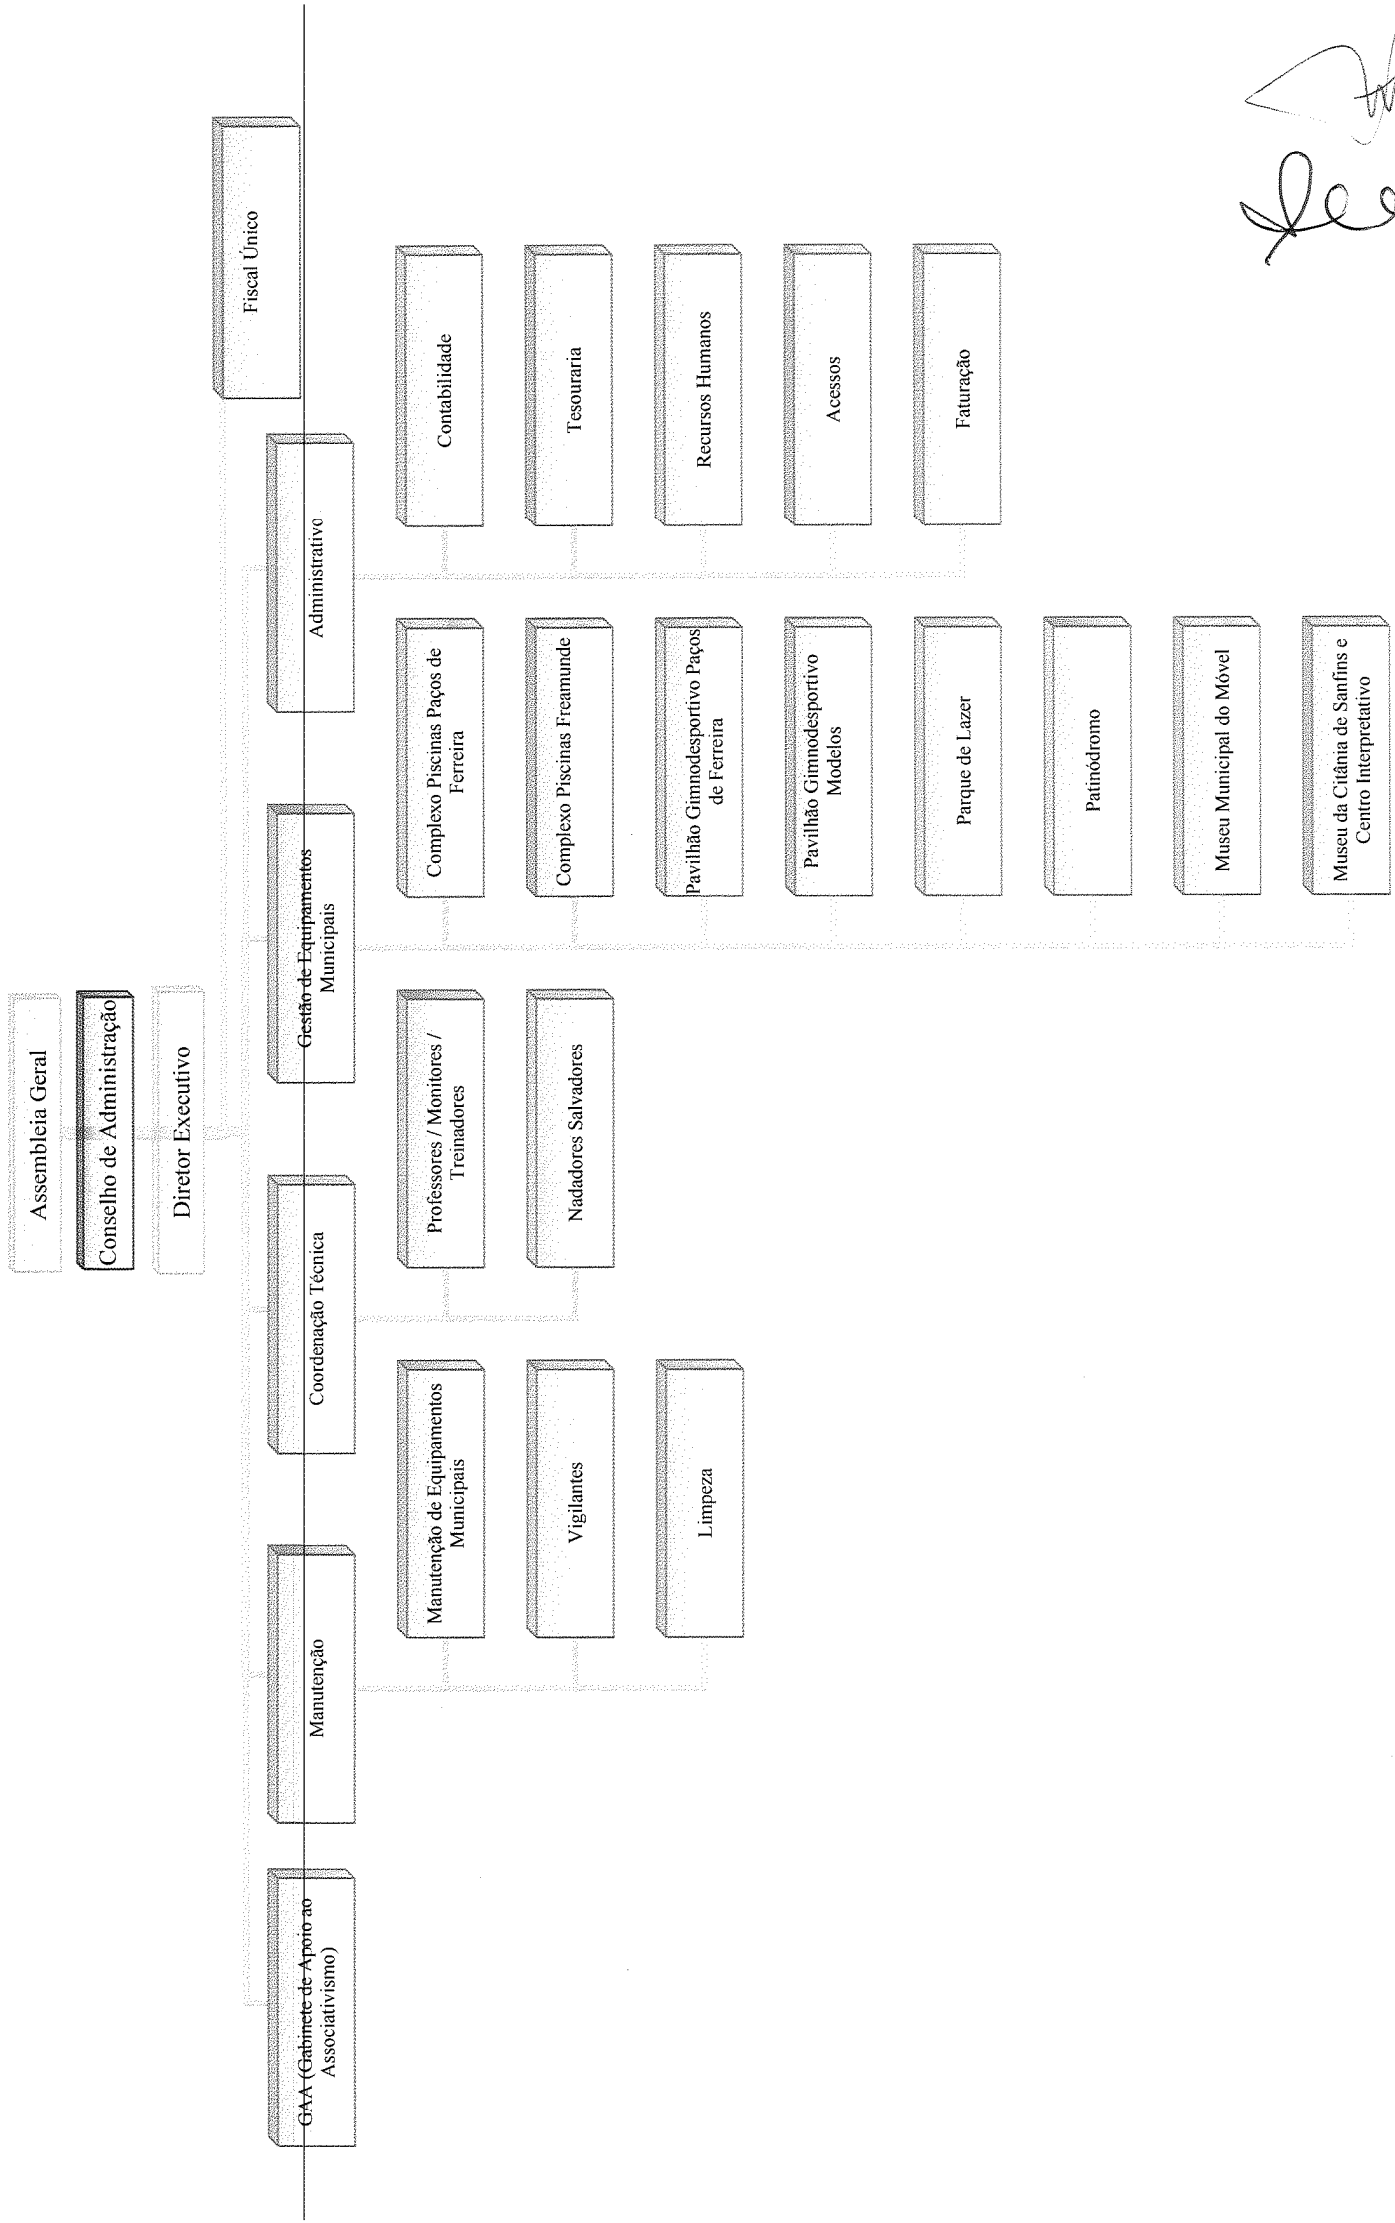 Assembleia Geral
Conselho de Administração
Diretor Executivo
Fiscal Único
GAA (Gabinete de Apoio ao
Associativismo)
Manutenção
Manutenção de Equipamentos
Municipais
Vigilantes
Limpeza
Coordenação Técnica
Professores / Monitores /
Treinadores
Nadadores Salvadores
Gestão de Equipamentos
Municipais
Complexo Piscinas Paços de
Ferreira
Complexo Piscinas Freamunde
Pavilhão Gimnodesportivo Paços
de Ferreira
Pavilhão Gimnodesportivo
Modelos
Parque de Lazer
Patinódromo
Museu Municipal do Móvel
Museu da Citânia de Sanfins e
Centro Interpretativo
Administrativo
Contabilidade
Tesouraria
Recursos Humanos
Acessos
Faturação